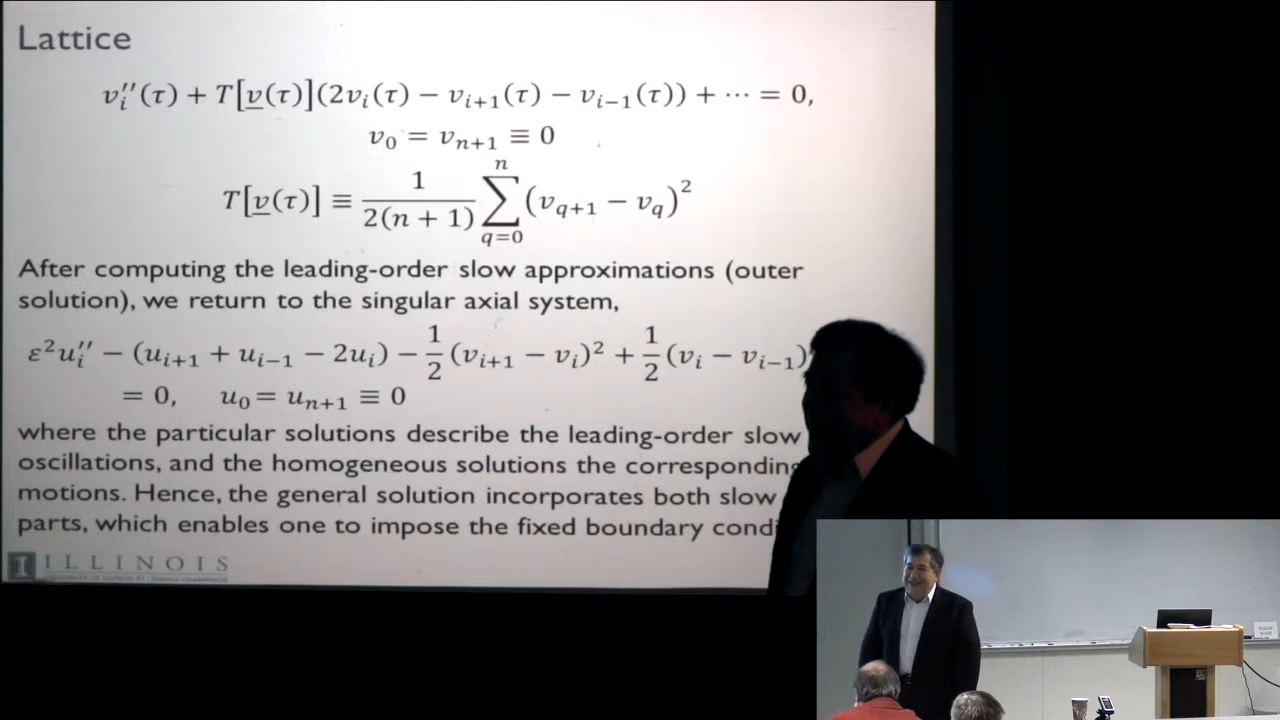 Lattice
v_i''(τ) + T[v(τ)](2v_i(τ) − v_{i+1}(τ) − v_{i−1}(τ)) + ⋯ = 0,
v_0 = v_{n+1} ≡ 0
T[v(τ)] ≡ 1/(2(n + 1)) ∑_{q=0}^{n} (v_{q+1} − v_q)^2
After computing the leading-order slow approximations (outer
solution), we return to the singular axial system,
ε^2u_i'' − (u_{i+1} + u_{i−1} − 2u_i) − 1/2 (v_{i+1} − v_i)^2 + 1/2 (v_i − v_{i−1})
= 0, u_0 = u_{n+1} ≡ 0
where the particular solutions describe the leading-order slow
oscillations, and the homogeneous solutions the corresponding
motions. Hence, the general solution incorporates both slow
parts, which enables one to impose the fixed boundary
ILLINOIS